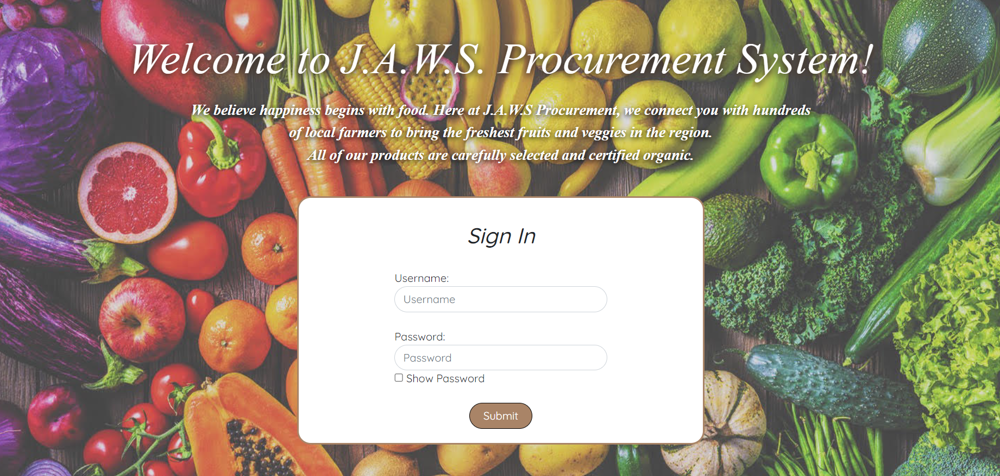 Welcome to J.A.W.S. Procurement System!
We believe happiness begins with food. Here at J.A.W.S Procurement, we connect you with hundreds
of local farmers to bring the freshest fruits and veggies in the region.
All of our products are carefully selected and certified organic.
Sign In
Username:
Username
Password:
Password
Show Password
Submit